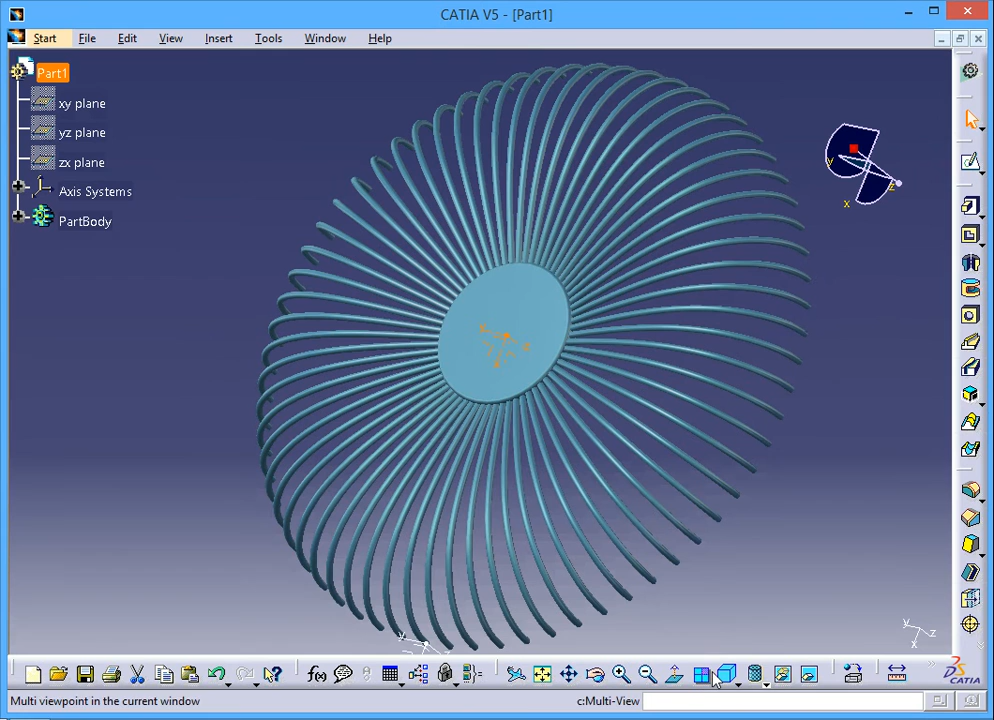 CATIA V5 - [Part1]
Start File Edit View Insert Tools Window Help
Part1
xy plane
yz plane
zx plane
Axis Systems
PartBody
y
z
x
y
y
z
x
f(x)
CATIA
Multi viewpoint in the current window
c:Multi-View